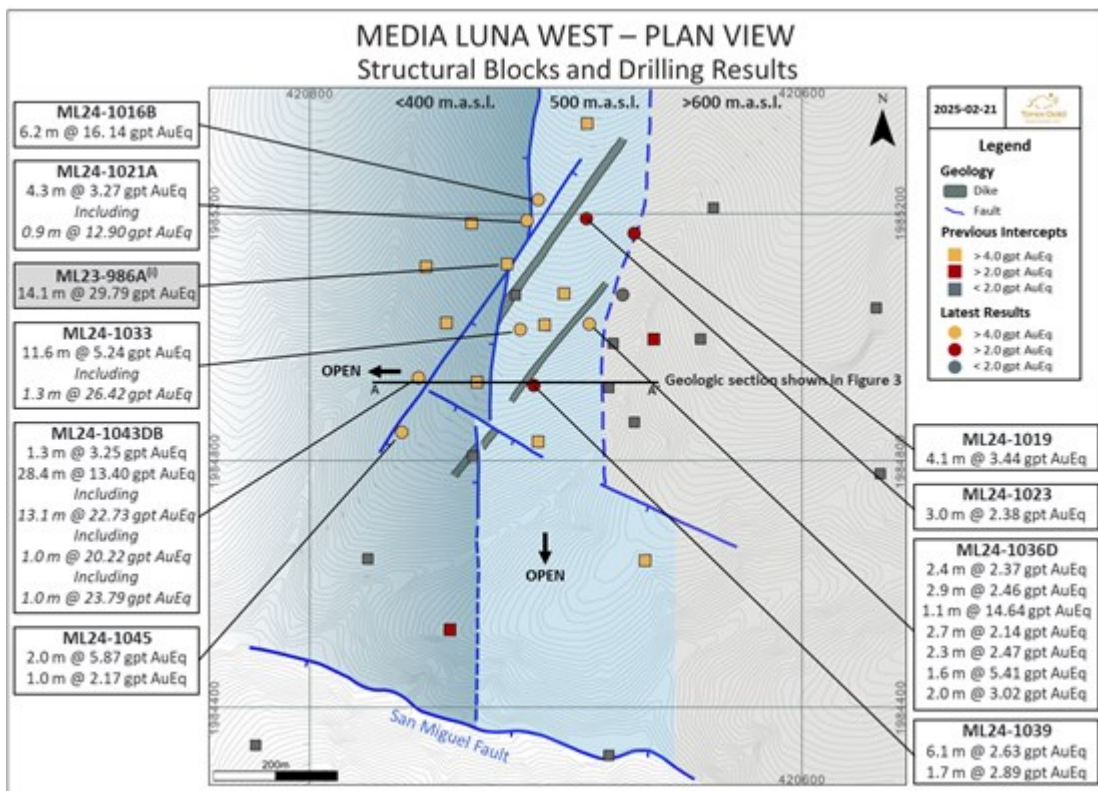 MEDIA LUNA WEST – PLAN VIEW
Structural Blocks and Drilling Results
420800
<400 m.a.s.l.
500 m.a.s.l.
>600 m.a.s.l.
420600
N
2025-02-21
Torex Gold
Legend
Geology
Dike
Fault
Previous Intercepts
> 4.0 gpt AuEq
> 2.0 gpt AuEq
< 2.0 gpt AuEq
Latest Results
> 4.0 gpt AuEq
> 2.0 gpt AuEq
< 2.0 gpt AuEq
ML24-1016B
6.2 m @ 16. 14 gpt AuEq
ML24-1021A
4.3 m @ 3.27 gpt AuEq
Including
0.9 m @ 12.90 gpt AuEq
ML23-986A(i)
14.1 m @ 29.79 gpt AuEq
ML24-1033
11.6 m @ 5.24 gpt AuEq
Including
1.3 m @ 26.42 gpt AuEq
ML24-1043DB
1.3 m @ 3.25 gpt AuEq
28.4 m @ 13.40 gpt AuEq
Including
13.1 m @ 22.73 gpt AuEq
Including
1.0 m @ 20.22 gpt AuEq
Including
1.0 m @ 23.79 gpt AuEq
ML24-1045
2.0 m @ 5.87 gpt AuEq
1.0 m @ 2.17 gpt AuEq
1985200
1985200
OPEN
A
A'
Geologic section shown in Figure 3
1984800
1984800
OPEN
1984400
1984400
San Miguel Fault
200m
420600
ML24-1019
4.1 m @ 3.44 gpt AuEq
ML24-1023
3.0 m @ 2.38 gpt AuEq
ML24-1036D
2.4 m @ 2.37 gpt AuEq
2.9 m @ 2.46 gpt AuEq
1.1 m @ 14.64 gpt AuEq
2.7 m @ 2.14 gpt AuEq
2.3 m @ 2.47 gpt AuEq
1.6 m @ 5.41 gpt AuEq
2.0 m @ 3.02 gpt AuEq
ML24-1039
6.1 m @ 2.63 gpt AuEq
1.7 m @ 2.89 gpt AuEq